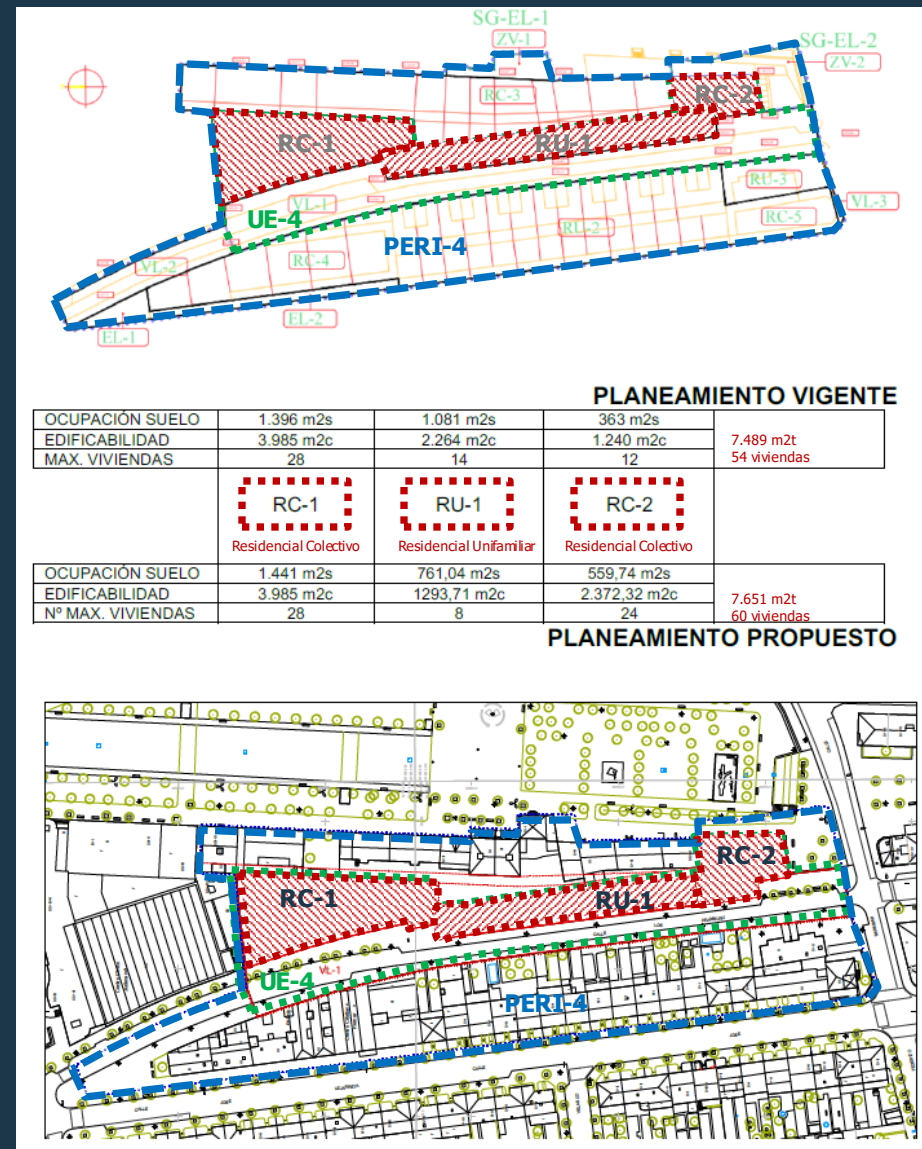 SG-EL-1
ZV-1
SG-EL-2
ZV-2
RC-3
RC-2
RC-1
RU-1
RU-3
VL-3
VL-1
UE-4
RC-5
RU-2
PERI-4
RC-4
VL-2
EL-2
EL-1
PLANEAMIENTO VIGENTE
OCUPACIÓN SUELO 1.396 m2s 1.081 m2s 363 m2s
EDIFICABILIDAD 3.985 m2c 2.264 m2c 1.240 m2c 7.489 m2t
MAX. VIVIENDAS 28 14 12 54 viviendas
RC-1 RU-1 RC-2
Residencial Colectivo Residencial Unifamiliar Residencial Colectivo
OCUPACIÓN SUELO 1.441 m2s 761,04 m2s 559,74 m2s
EDIFICABILIDAD 3.985 m2c 1293,71 m2c 2.372,32 m2c 7.651 m2t
Nº MAX. VIVIENDAS 28 8 24 60 viviendas
PLANEAMIENTO PROPUESTO
RC-2
RC-1
RU-1
CALLE LOS
VL-1
UE-4
PERI-4
CALLE
CALLE JOSE